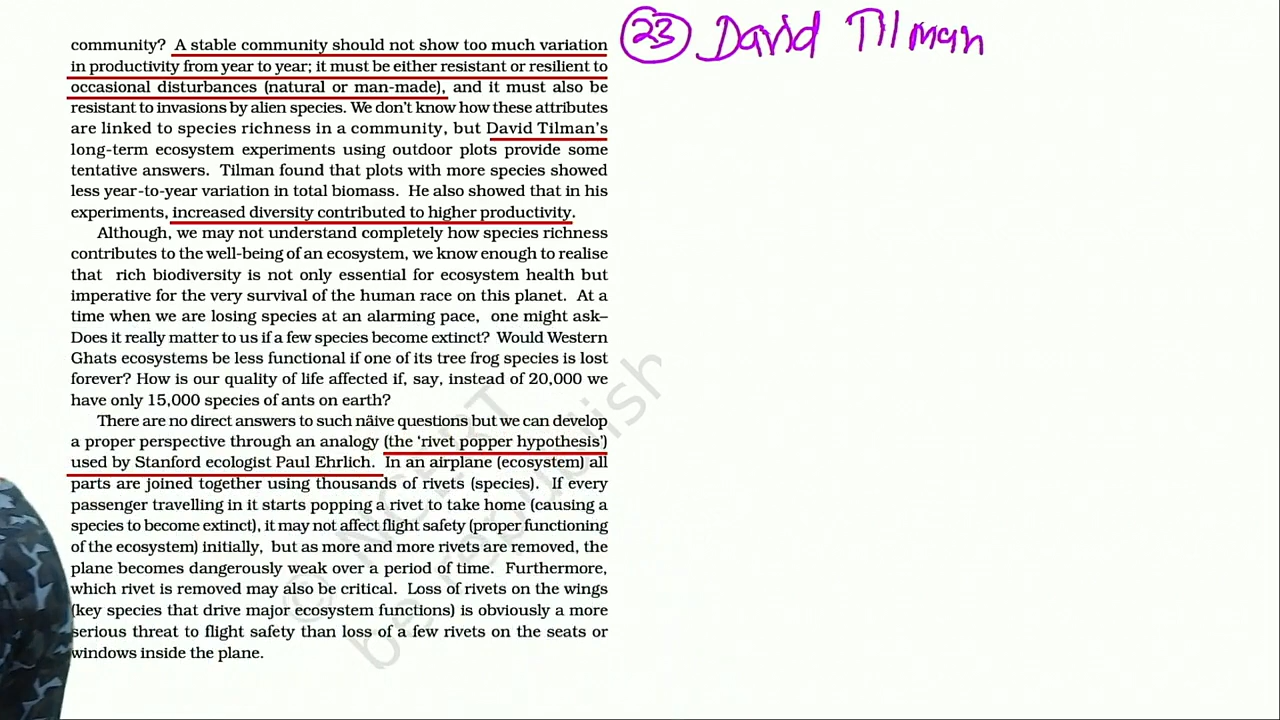 community? A stable community should not show too much variation
in productivity from year to year; it must be either resistant or resilient to
occasional disturbances (natural or man-made), and it must also be
resistant to invasions by alien species. We don't know how these attributes
are linked to species richness in a community, but David Tilman's
long-term ecosystem experiments using outdoor plots provide some
tentative answers. Tilman found that plots with more species showed
less year-to-year variation in total biomass. He also showed that in his
experiments, increased diversity contributed to higher productivity.
Although, we may not understand completely how species richness
contributes to the well-being of an ecosystem, we know enough to realise
that rich biodiversity is not only essential for ecosystem health but
imperative for the very survival of the human race on this planet. At a
time when we are losing species at an alarming pace, one might ask–
Does it really matter to us if a few species become extinct? Would Western
Ghats ecosystems be less functional if one of its tree frog species is lost
forever? How is our quality of life affected if, say, instead of 20,000 we
have only 15,000 species of ants on earth?
There are no direct answers to such näive questions but we can develop
a proper perspective through an analogy (the 'rivet popper hypothesis')
used by Stanford ecologist Paul Ehrlich. In an airplane (ecosystem) all
parts are joined together using thousands of rivets (species). If every
passenger travelling in it starts popping a rivet to take home (causing a
species to become extinct), it may not affect flight safety (proper functioning
of the ecosystem) initially, but as more and more rivets are removed, the
plane becomes dangerously weak over a period of time. Furthermore,
which rivet is removed may also be critical. Loss of rivets on the wings
(key species that drive major ecosystem functions) is obviously a more
serious threat to flight safety than loss of a few rivets on the seats or
windows inside the plane.
23 David Tilman
© NCERT
be republish